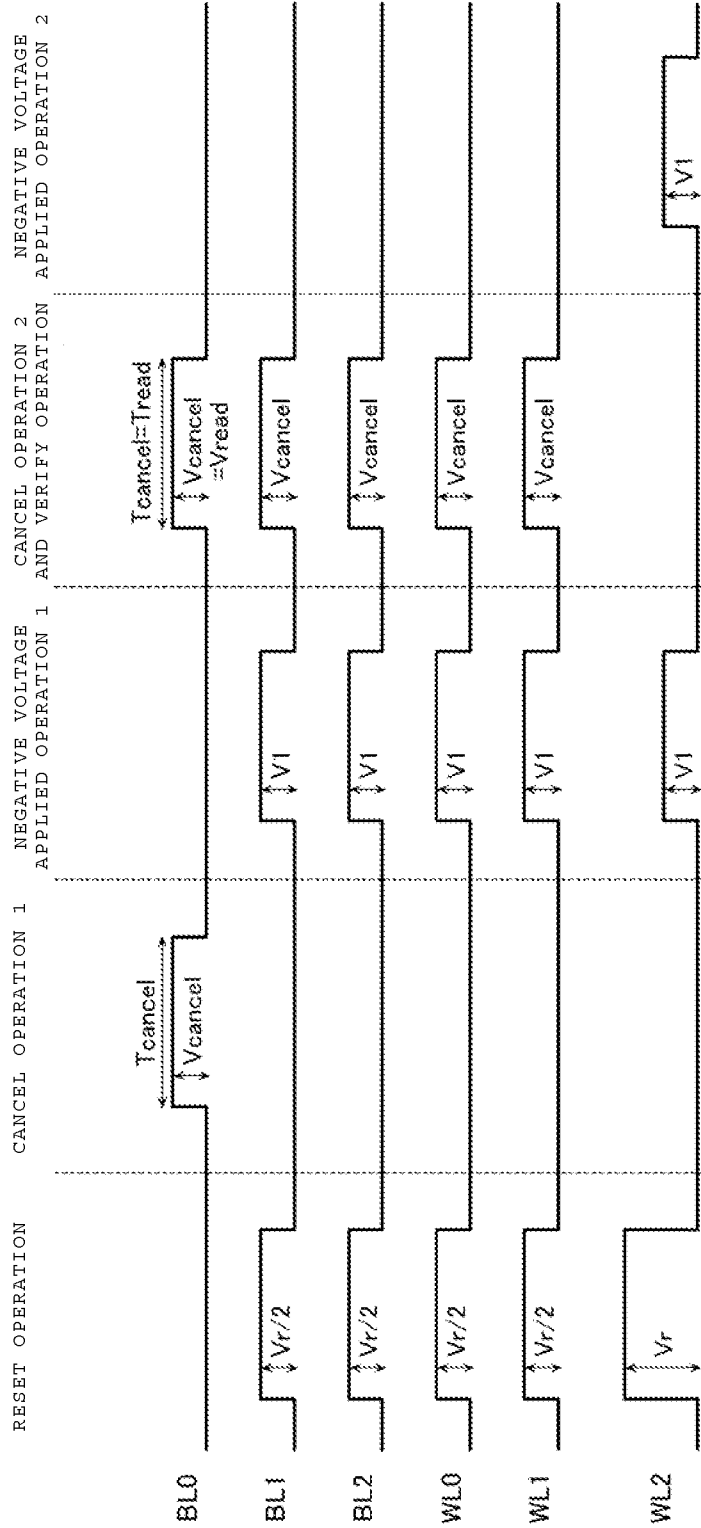 RESET OPERATION
CANCEL OPERATION 1
NEGATIVE VOLTAGE
APPLIED OPERATION 1
CANCEL OPERATION 2
AND VERIFY OPERATION
NEGATIVE VOLTAGE
APPLIED OPERATION 2
BL0
Tcancel
Vcancel
Tcancel=Tread
Vcancel
=Vread
BL1
Vr/2
V1
Vcancel
BL2
Vr/2
V1
Vcancel
WL0
Vr/2
V1
Vcancel
WL1
Vr/2
V1
Vcancel
WL2
Vr
V1
V1